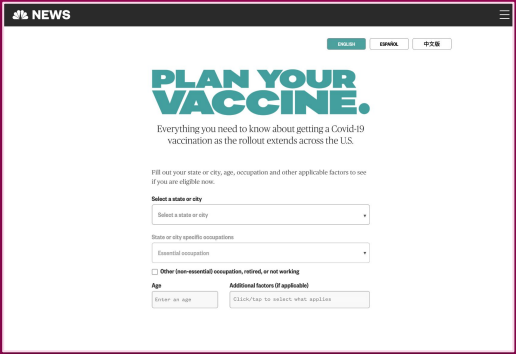 NEWS
ENGLISH
ESPAÑOL
中文版
PLAN YOUR
VACCINE.
Everything you need to know about getting a Covid-19
vaccination as the rollout extends across the U.S.
Fill out your state or city, age, occupation and other applicable factors to see
if you are eligible now.
Select a state or city
Select a state or city
State or city specific occupations
Essential occupation
Other (non-essential) occupation, retired, or not working
Age
Additional factors (if applicable)
Enter an age
Click/tap to select what applies